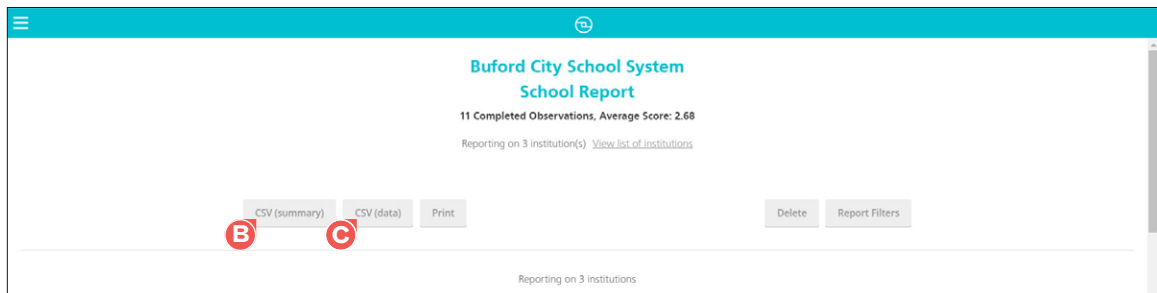 Buford City School System
School Report
11 Completed Observations, Average Score: 2.68
Reporting on 3 institution(s) View list of institutions
CSV (summary) CSV (data) Print Delete Report Filters
B C
Reporting on 3 institutions